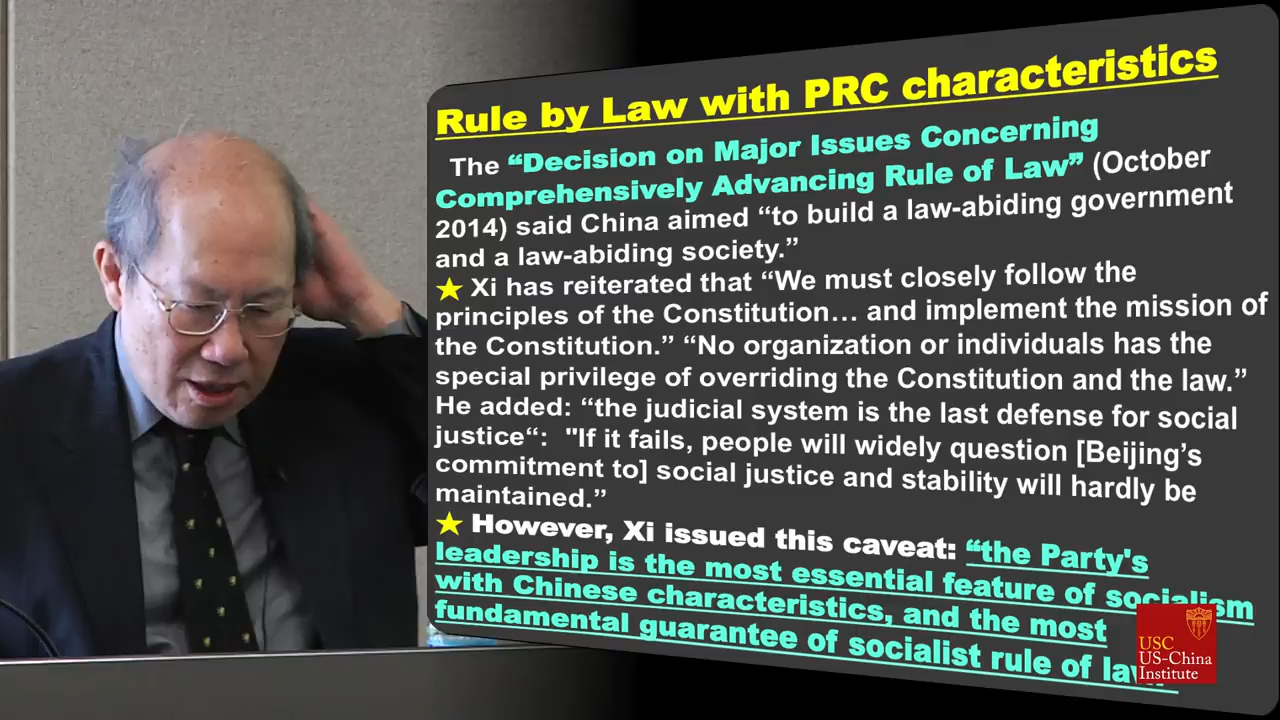 Rule by Law with PRC characteristics
The “Decision on Major Issues Concerning
Comprehensively Advancing Rule of Law” (October
2014) said China aimed “to build a law-abiding government
and a law-abiding society.”
Xi has reiterated that “We must closely follow the
principles of the Constitution… and implement the mission of
the Constitution.” “No organization or individuals has the
special privilege of overriding the Constitution and the law.”
He added: “the judicial system is the last defense for social
justice“: "If it fails, people will widely question [Beijing’s
commitment to] social justice and stability will hardly be
maintained.”
However, Xi issued this caveat: “the Party's
leadership is the most essential feature of socialism
with Chinese characteristics, and the most
fundamental guarantee of socialist rule of law.”
USC
US-China
Institute